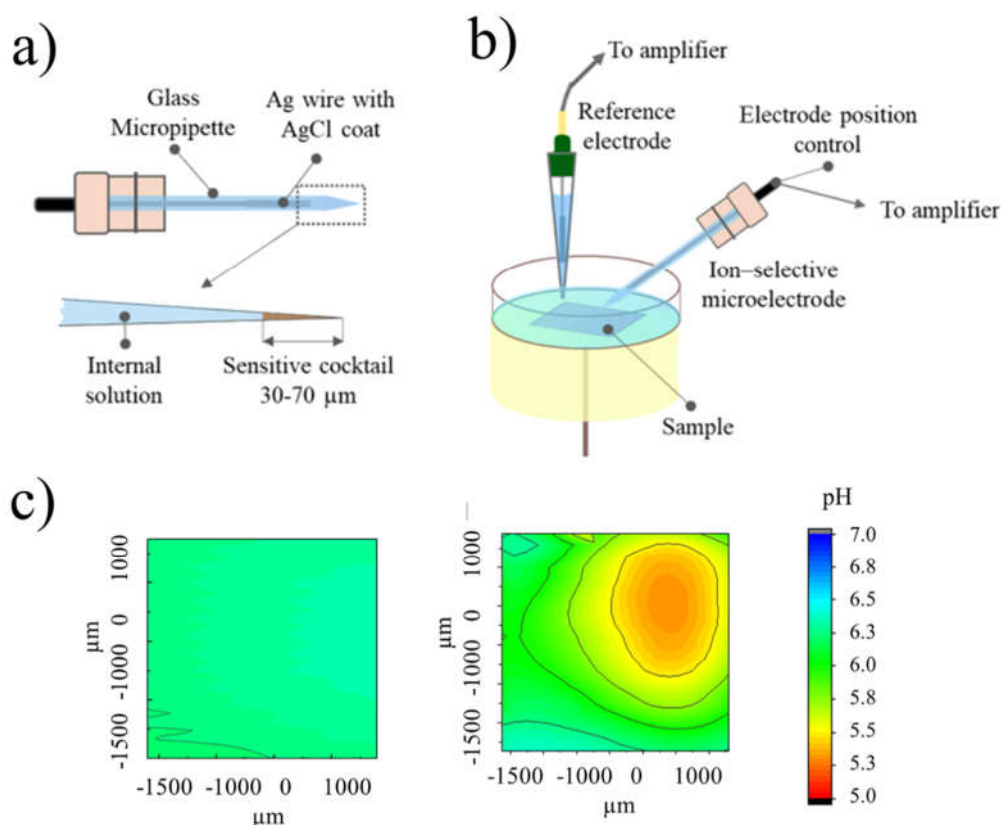 a)
Glass
Micropipette
Ag wire with
AgCl coat
Internal
solution
Sensitive cocktail
30-70 µm
b)
To amplifier
Reference
electrode
Electrode position
control
To amplifier
Ion–selective
microelectrode
Sample
c)
µm
1000
0
-1000
-1500
-1500
-1000
0
1000
µm
µm
1000
0
-1000
-1500
-1500
-1000
0
1000
µm
pH
7.0
6.8
6.5
6.3
6.0
5.8
5.5
5.3
5.0